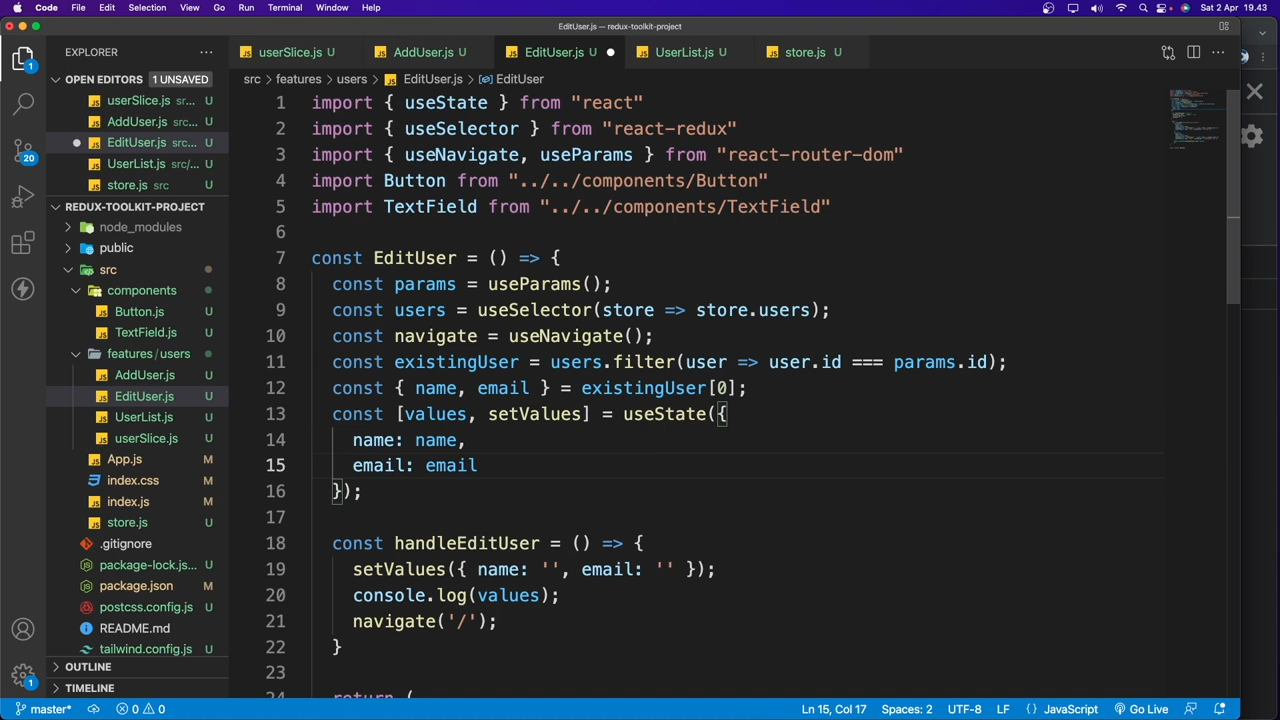 Code File Edit Selection View Go Run Terminal Window Help Sat 2 Apr 19.43
EditUser.js — redux-toolkit-project
EXPLORER
OPEN EDITORS 1 UNSAVED
userSlice.js sr... U
AddUser.js src... U
EditUser.js src... U
UserList.js src/... U
store.js src U
REDUX-TOOLKIT-PROJECT
node_modules
public
src
components
Button.js U
TextField.js U
features/users
AddUser.js U
EditUser.js U
UserList.js U
userSlice.js U
App.js M
index.css M
index.js M
store.js U
.gitignore
package-lock.js... U
package.json M
postcss.config.js U
README.md
tailwind.config.js U
OUTLINE
TIMELINE
1
20
1
userSlice.js U AddUser.js U EditUser.js U UserList.js U store.js U
src > features > users > EditUser.js > EditUser
1 import { useState } from "react"
2 import { useSelector } from "react-redux"
3 import { useNavigate, useParams } from "react-router-dom"
4 import Button from "../../components/Button"
5 import TextField from "../../components/TextField"
6
7 const EditUser = () => {
8 const params = useParams();
9 const users = useSelector(store => store.users);
10 const navigate = useNavigate();
11 const existingUser = users.filter(user => user.id === params.id);
12 const { name, email } = existingUser[0];
13 const [values, setValues] = useState({
14 name: name,
15 email: email
16 });
17
18 const handleEditUser = () => {
19 setValues({ name: '', email: '' });
20 console.log(values);
21 navigate('/');
22 }
23
24 return (
master* 0 0 Ln 15, Col 17 Spaces: 2 UTF-8 LF {} JavaScript Go Live